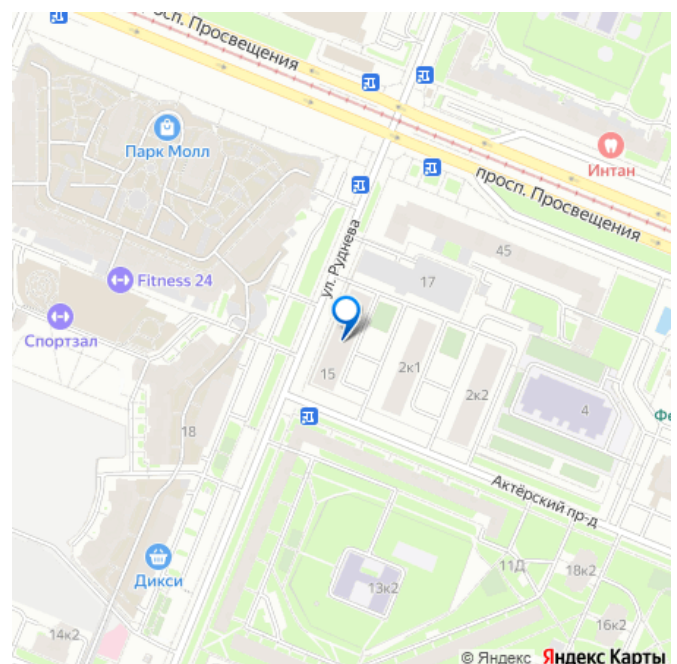 просп. Просвещения
Парк Молл
Интан
просп. Просвещения
ул. Руднева
45
17
Fitness 24
Спортзал
15
2к1
2к2
4
18
Актёрский пр-д
Дикси
11Д
18к2
13к2
16к2
14к2
© Яндекс Яндекс Карты